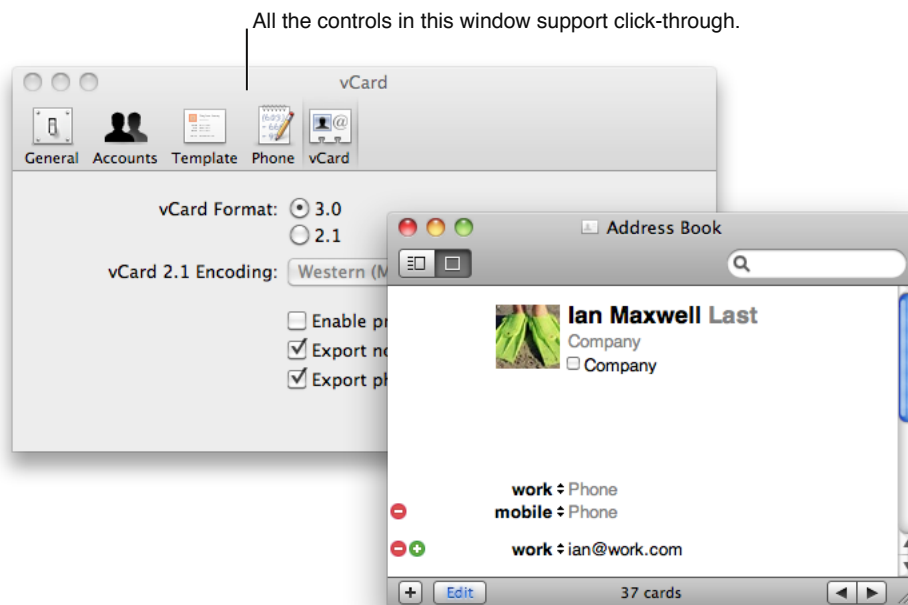 All the controls in this window support click-through.
vCard
General Accounts Template Phone vCard
vCard Format: 3.0
2.1
vCard 2.1 Encoding: Western (M
Enable pr
Export no
Export ph
Address Book
Ian Maxwell Last
Company
Company
work Phone
mobile Phone
work ian@work.com
Edit 37 cards